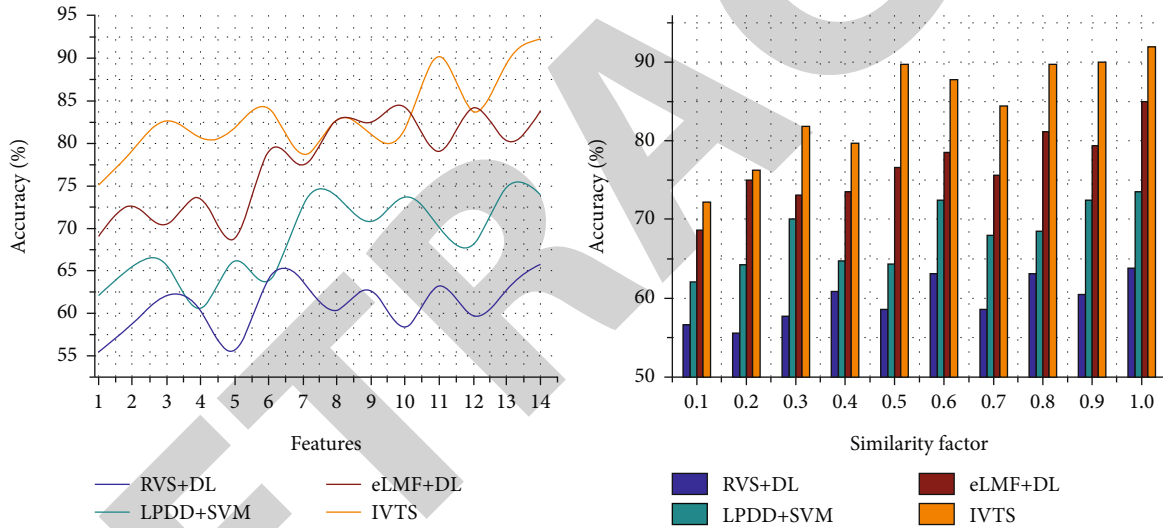 95
90
85
80
75
70
65
60
55
Accuracy (%)
1 2 3 4 5 6 7 8 9 10 11 12 13 14
Features
RVS+DL
eLMF+DL
LPDD+SVM
IVTS
90
80
70
60
50
Accuracy (%)
0.1 0.2 0.3 0.4 0.5 0.6 0.7 0.8 0.9 1.0
Similarity factor
RVS+DL
eLMF+DL
LPDD+SVM
IVTS